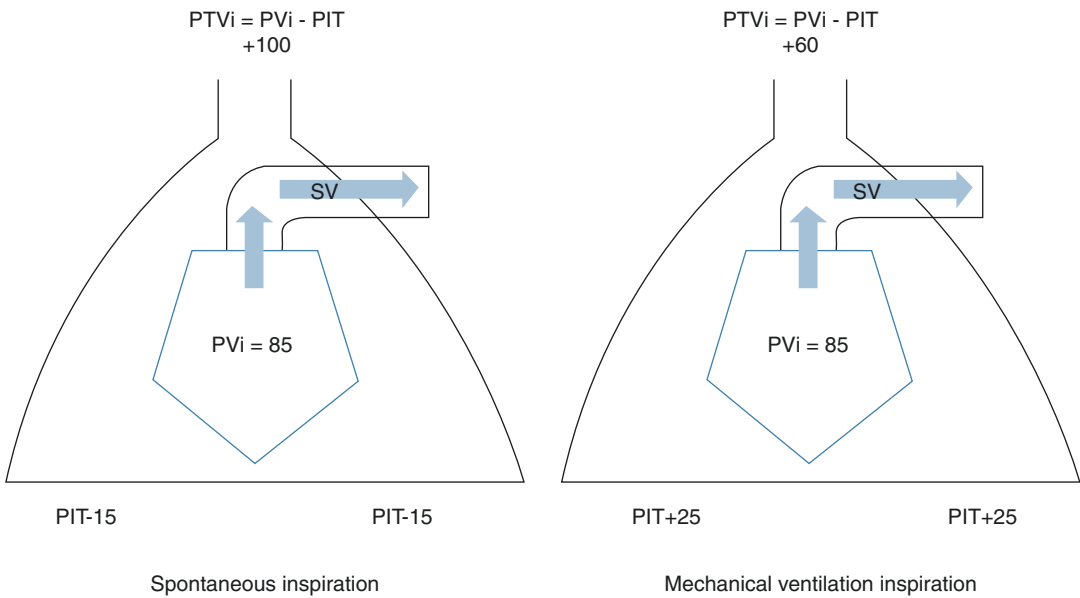 PTVi = PVi - PIT
+100
SV
PVi = 85
PIT-15
PIT-15
Spontaneous inspiration
PTVi = PVi - PIT
+60
SV
PVi = 85
PIT+25
PIT+25
Mechanical ventilation inspiration